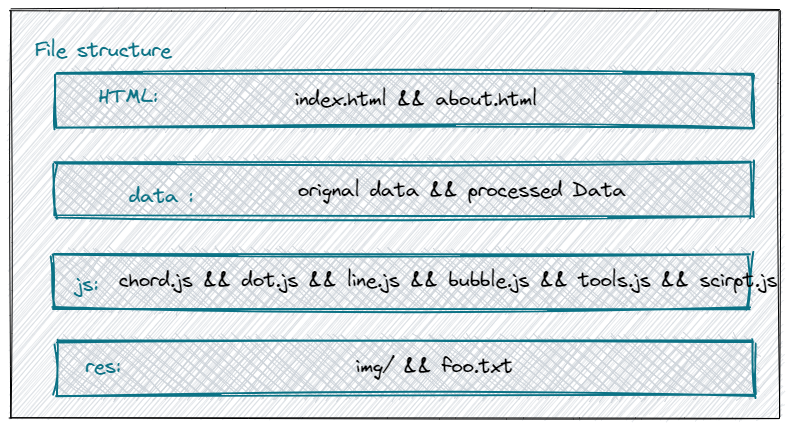 File structure
HTML: index.html && about.html
data : orignal data && processed Data
js: chord.js && dot.js && line.js && bubble.js && tools.js && scirpt.js
res: img/ && foo.txt